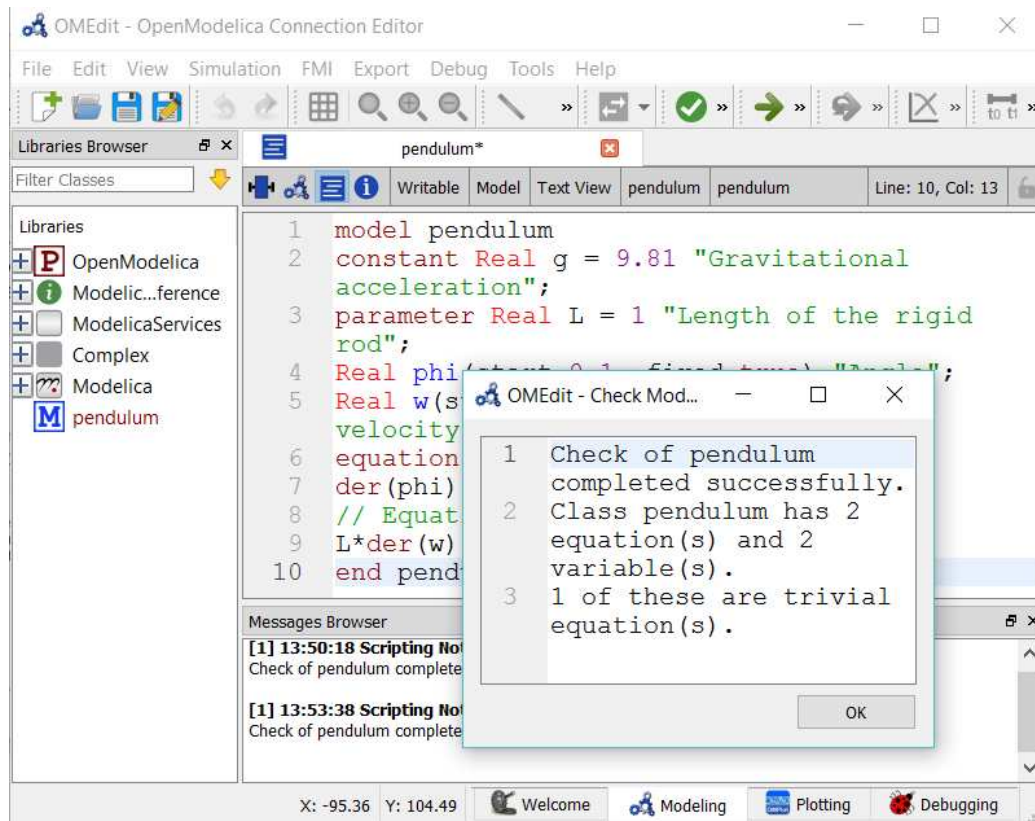 OMEdit - OpenModelica Connection Editor
File Edit View Simulation FMI Export Debug Tools Help
» » » » » to t1 »
Libraries Browser
pendulum*
Filter Classes
Writable Model Text View pendulum pendulum Line: 10, Col: 13
Libraries
P OpenModelica
i Modelic...ference
ModelicaServices
Complex
m Modelica
M pendulum
1 model pendulum
2 constant Real g = 9.81 "Gravitational
acceleration";
3 parameter Real L = 1 "Length of the rigid
rod";
4 Real phi
5 Real w(s
velocity
6 equation
7 der(phi)
8 // Equat
9 L*der(w)
10 end pend
OMEdit - Check Mod...
1 Check of pendulum
completed successfully.
2 Class pendulum has 2
equation(s) and 2
variable(s).
3 1 of these are trivial
equation(s).
OK
Messages Browser
[1] 13:50:18 Scripting No
Check of pendulum complete
[1] 13:53:38 Scripting No
Check of pendulum complete
X: -95.36 Y: 104.49 Welcome Modeling Plotting Debugging